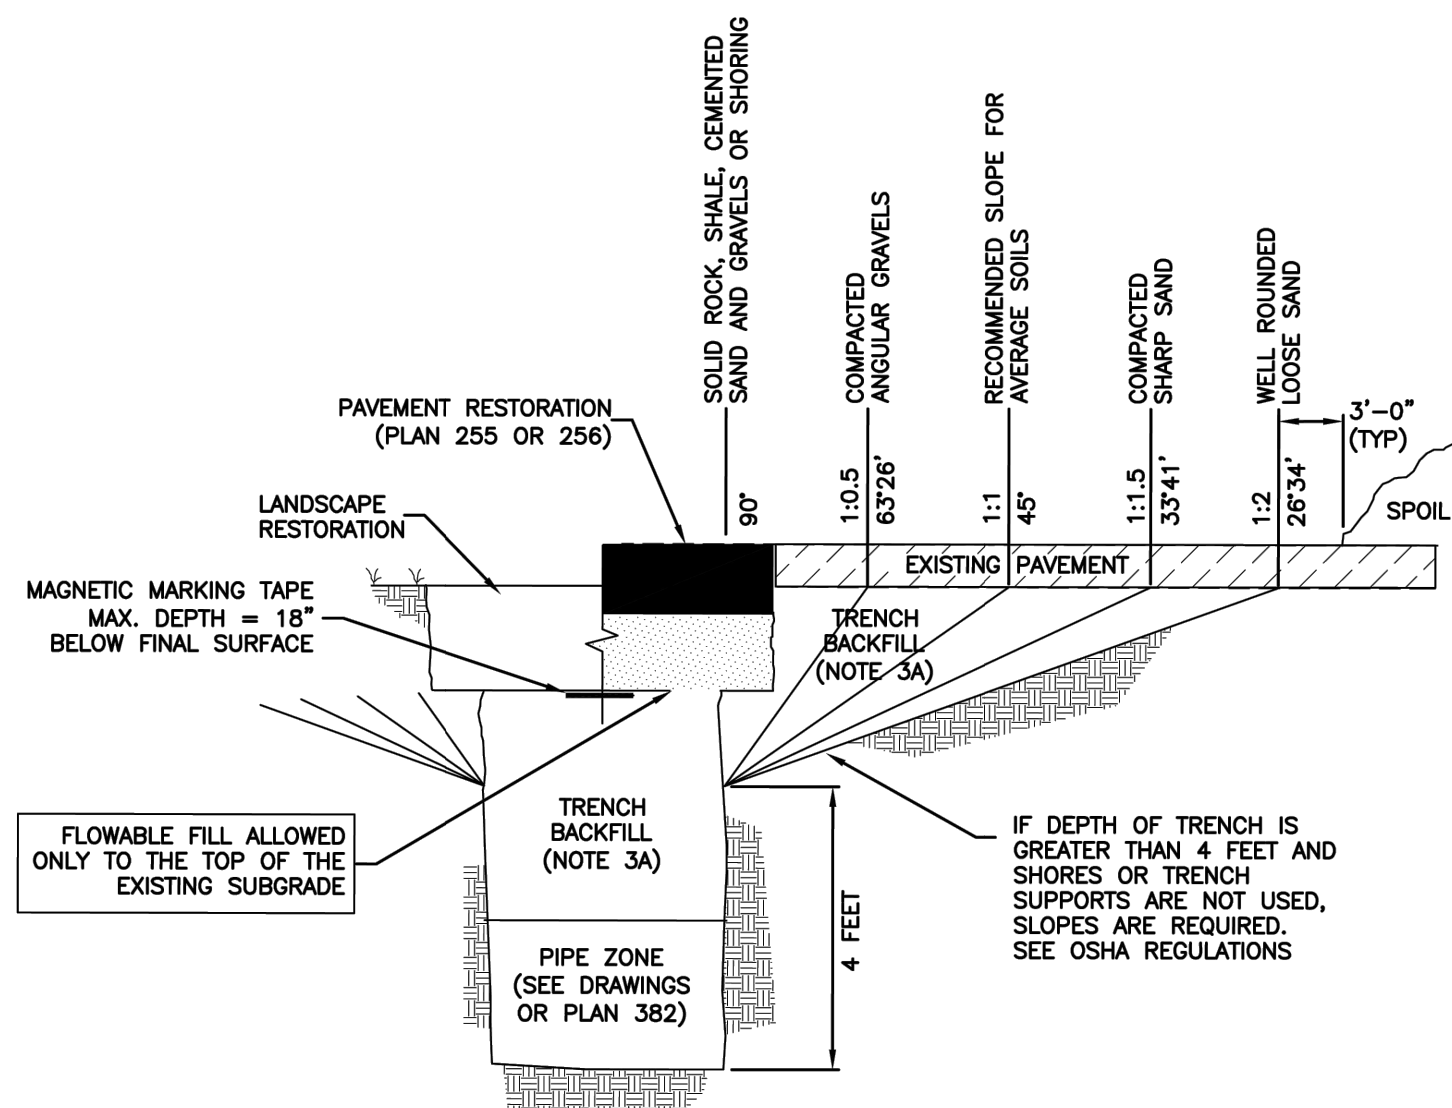 SOLID ROCK, SHALE, CEMENTED
SAND AND GRAVELS OR SHORING
90°
COMPACTED
ANGULAR GRAVELS
1:0.5
63°26'
RECOMMENDED SLOPE FOR
AVERAGE SOILS
1:1
45°
COMPACTED
SHARP SAND
1:1.5
33°41'
WELL ROUNDED
LOOSE SAND
1:2
26°34'
3'-0"
(TYP)
SPOIL
PAVEMENT RESTORATION
(PLAN 255 OR 256)
LANDSCAPE
RESTORATION
EXISTING PAVEMENT
MAGNETIC MARKING TAPE
MAX. DEPTH = 18"
BELOW FINAL SURFACE
TRENCH
BACKFILL
(NOTE 3A)
FLOWABLE FILL ALLOWED
ONLY TO THE TOP OF THE
EXISTING SUBGRADE
TRENCH
BACKFILL
(NOTE 3A)
4 FEET
IF DEPTH OF TRENCH IS
GREATER THAN 4 FEET AND
SHORES OR TRENCH
SUPPORTS ARE NOT USED,
SLOPES ARE REQUIRED.
SEE OSHA REGULATIONS
PIPE ZONE
(SEE DRAWINGS
OR PLAN 382)